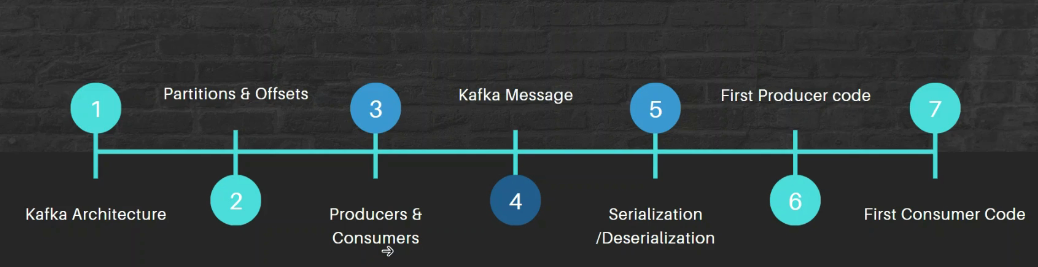 1
Kafka Architecture
Partitions & Offsets
2
3
Producers &
Consumers
Kafka Message
4
5
Serialization
/Deserialization
First Producer code
6
7
First Consumer Code